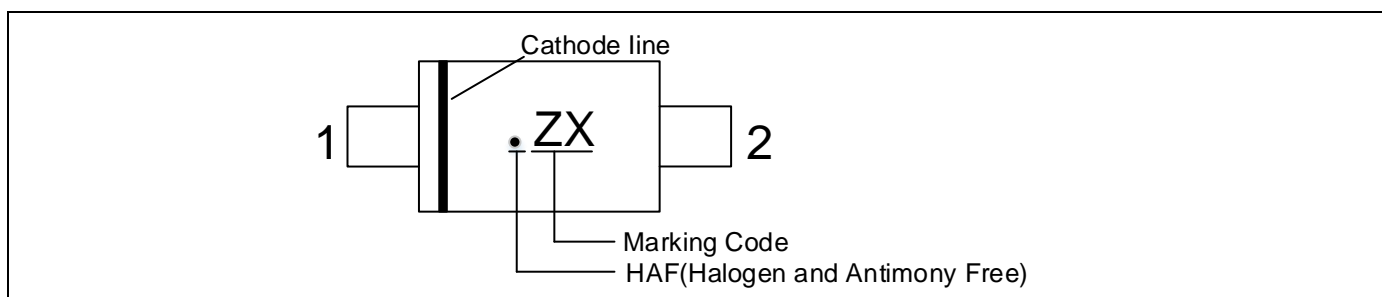 Cathode line
1
.ZX
2
Marking Code
HAF(Halogen and Antimony Free)